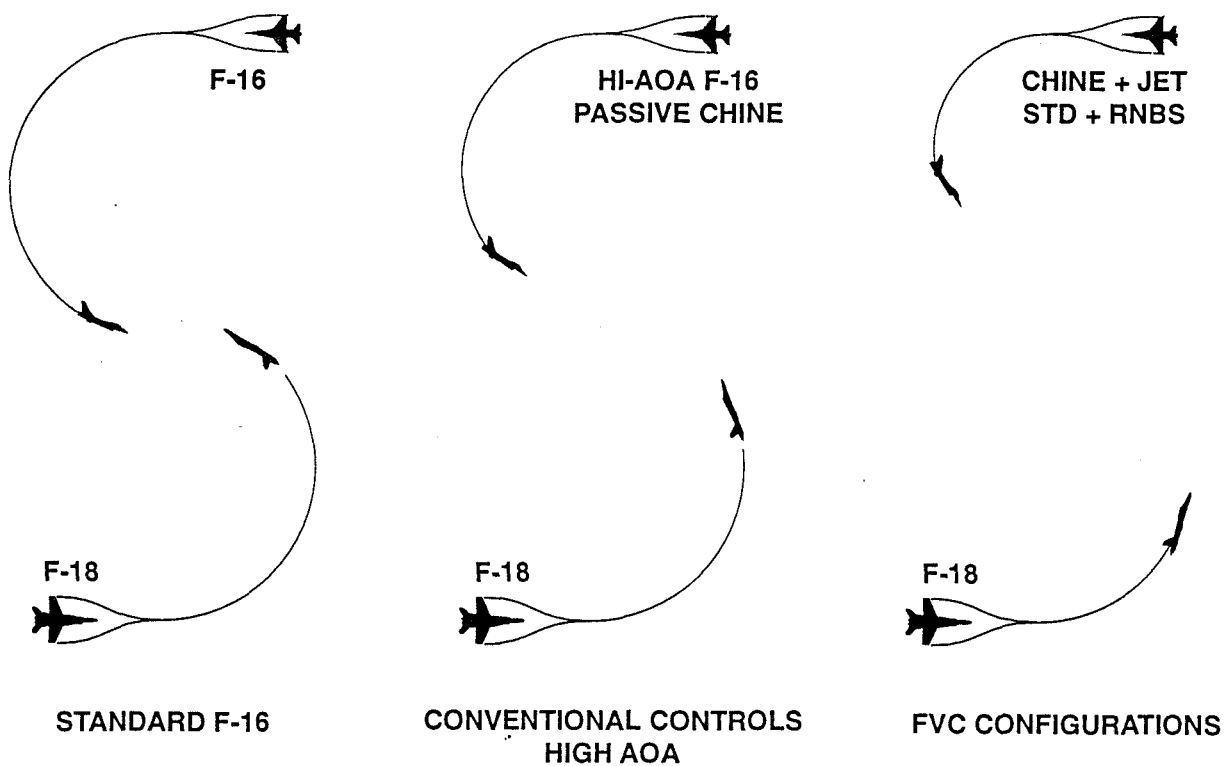 F-16
HI-AOA F-16
PASSIVE CHINE
CHINE + JET
STD + RNBS
F-18
F-18
F-18
STANDARD F-16
CONVENTIONAL CONTROLS
HIGH AOA
FVC CONFIGURATIONS